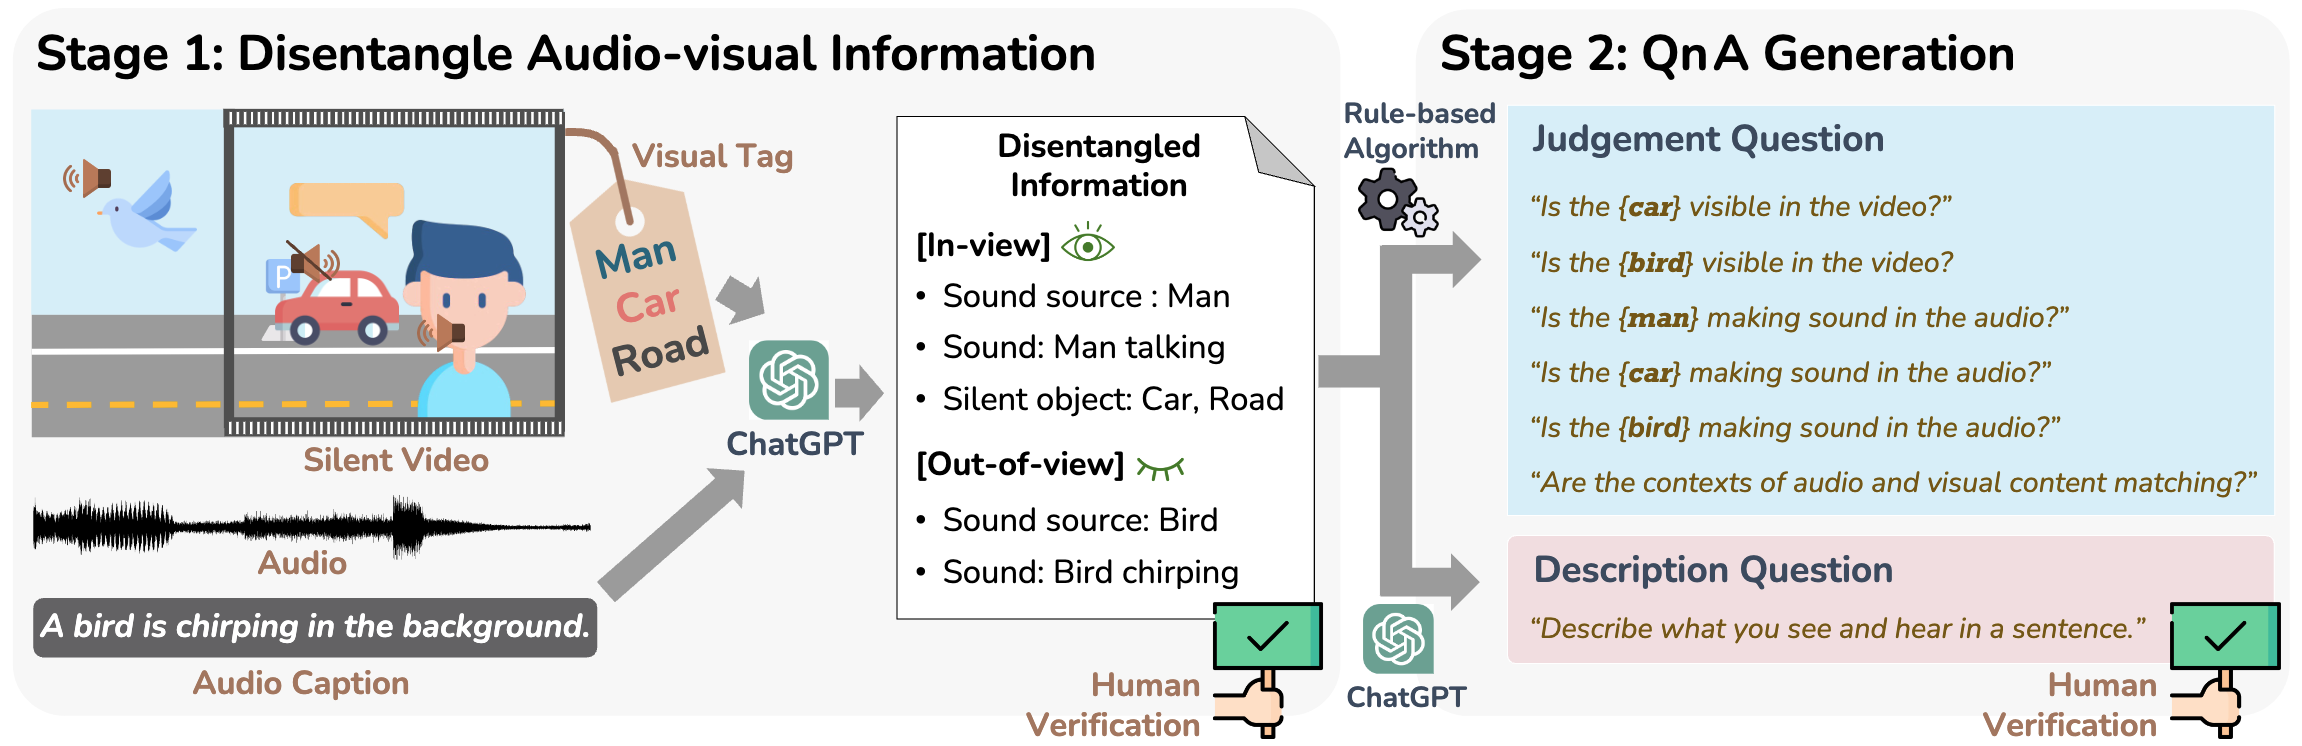 Stage 1: Disentangle Audio-visual Information
P
Visual Tag
Man
Car
Road
Silent Video
Audio
A bird is chirping in the background.
Audio Caption
ChatGPT
Disentangled
Information
[In-view]
• Sound source : Man
• Sound: Man talking
• Silent object: Car, Road
[Out-of-view]
• Sound source: Bird
• Sound: Bird chirping
Human
Verification
Rule-based
Algorithm
ChatGPT
Stage 2: QnA Generation
Judgement Question
“Is the {car} visible in the video?”
“Is the {bird} visible in the video?
“Is the {man} making sound in the audio?”
“Is the {car} making sound in the audio?”
“Is the {bird} making sound in the audio?”
“Are the contexts of audio and visual content matching?”
Description Question
“Describe what you see and hear in a sentence.”
Human
Verification